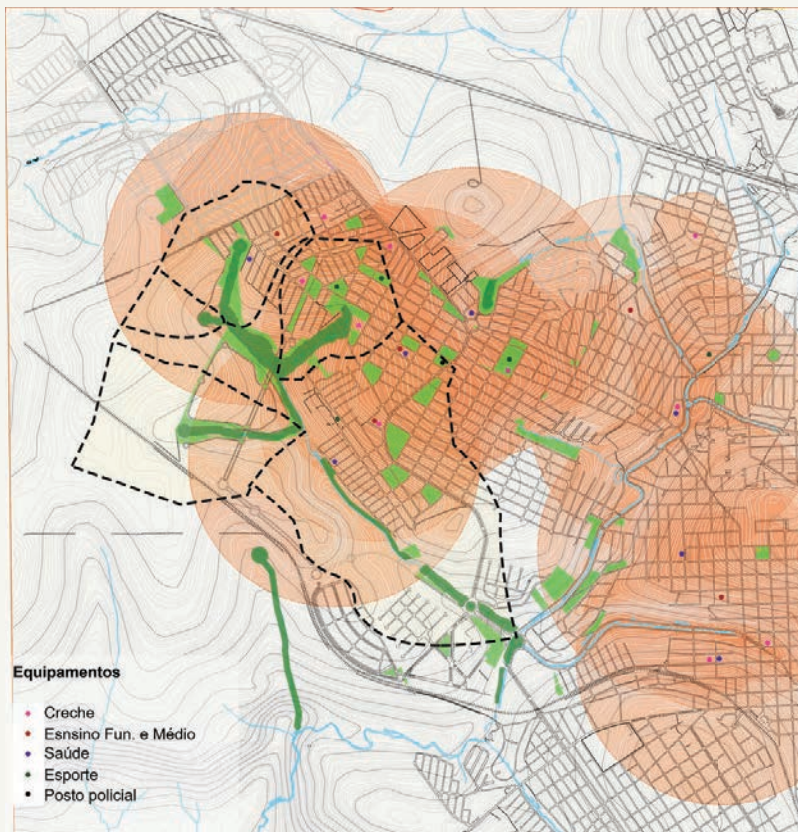 Equipamentos
Creche
Esnsino Fun. e Médio
Saúde
Esporte
Posto policial